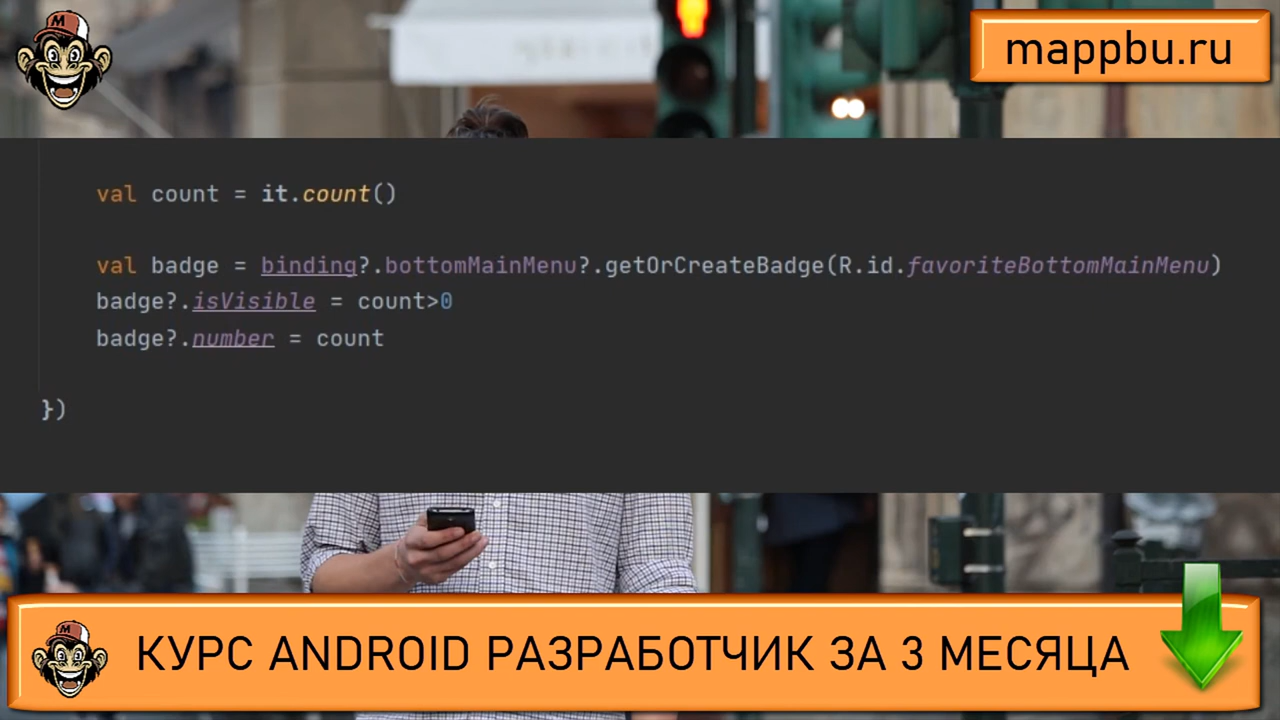 M
mappbu.ru
val count = it.count()
val badge = binding?.bottomMainMenu?.getOrCreateBadge(R.id.favoriteBottomMainMenu)
badge?.isVisible = count>0
badge?.number = count
})
M
КУРС ANDROID РАЗРАБОТЧИК ЗА 3 МЕСЯЦА